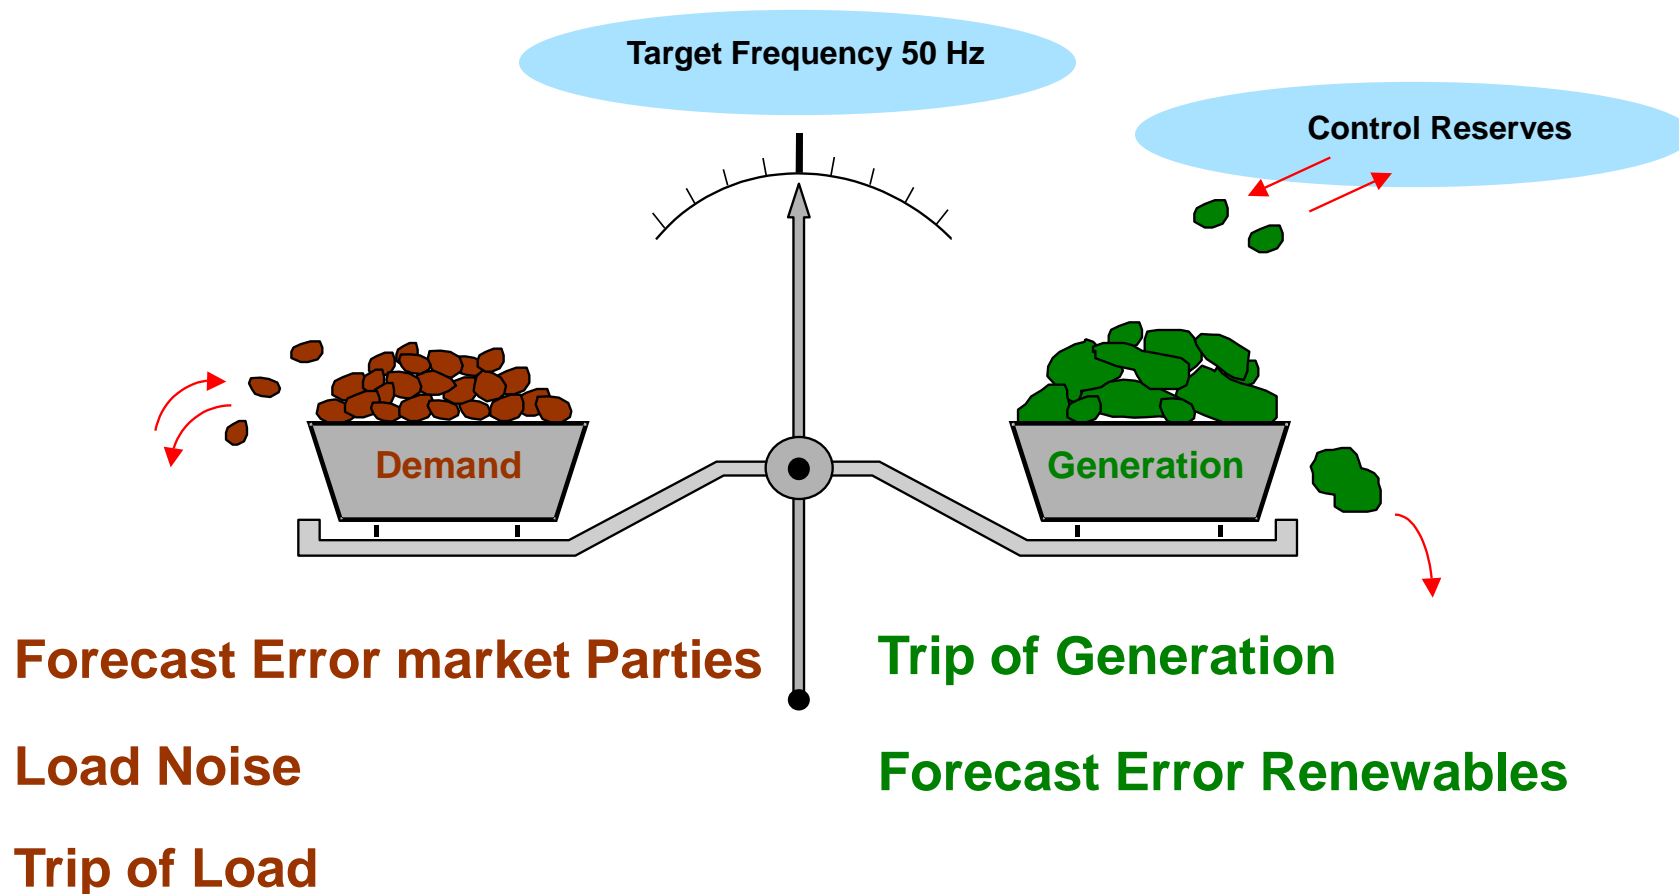 Target Frequency 50 Hz
Control Reserves
Demand
Generation
Forecast Error market Parties
Load Noise
Trip of Load
Trip of Generation
Forecast Error Renewables